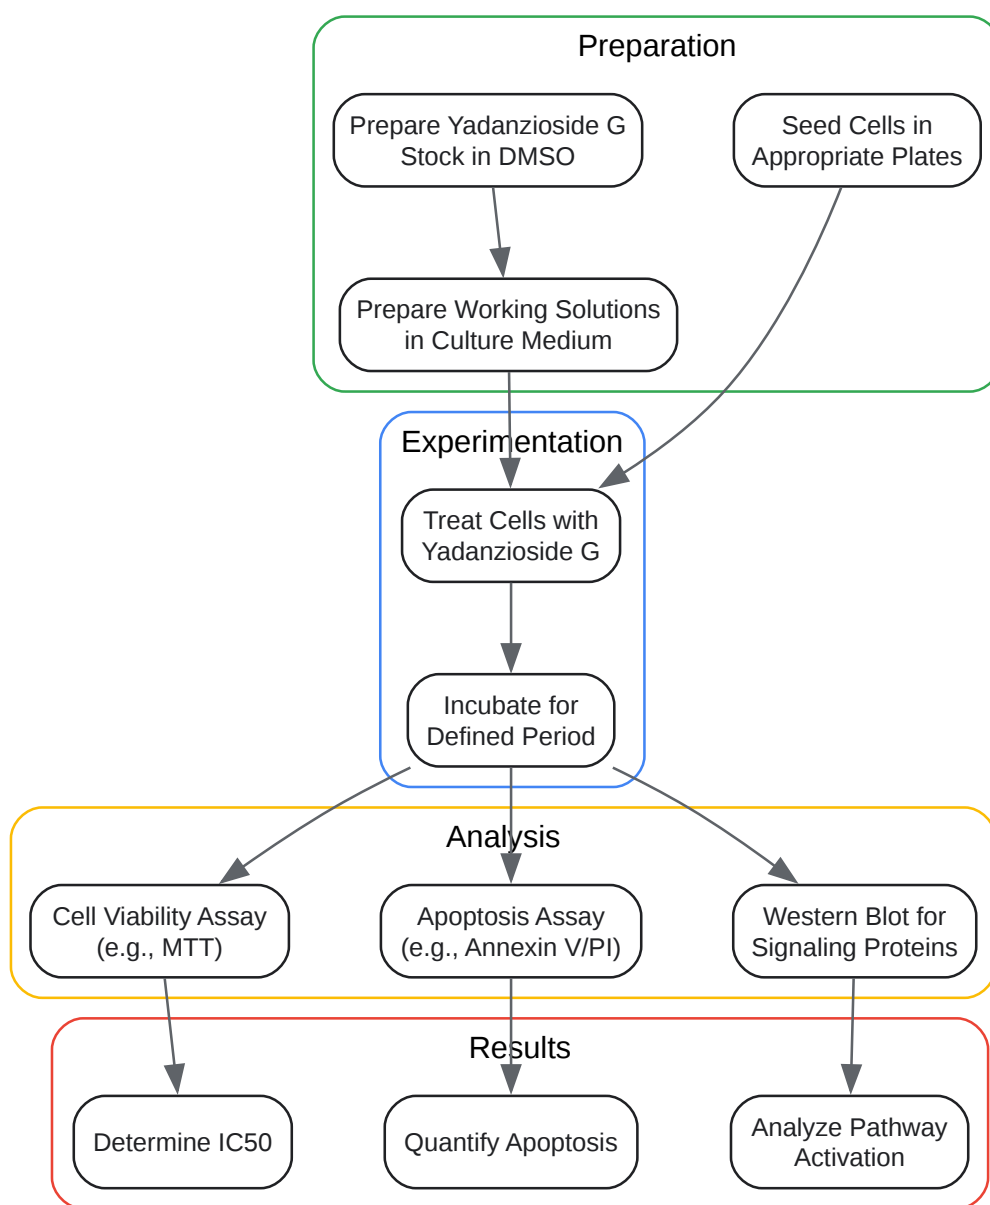 Preparation
Prepare Yadanzioside G
Stock in DMSO
Seed Cells in
Appropriate Plates
Prepare Working Solutions
in Culture Medium
Experimentation
Treat Cells with
Yadanzioside G
Incubate for
Defined Period
Analysis
Cell Viability Assay
(e.g., MTT)
Apoptosis Assay
(e.g., Annexin V/PI)
Western Blot for
Signaling Proteins
Results
Determine IC50
Quantify Apoptosis
Analyze Pathway
Activation